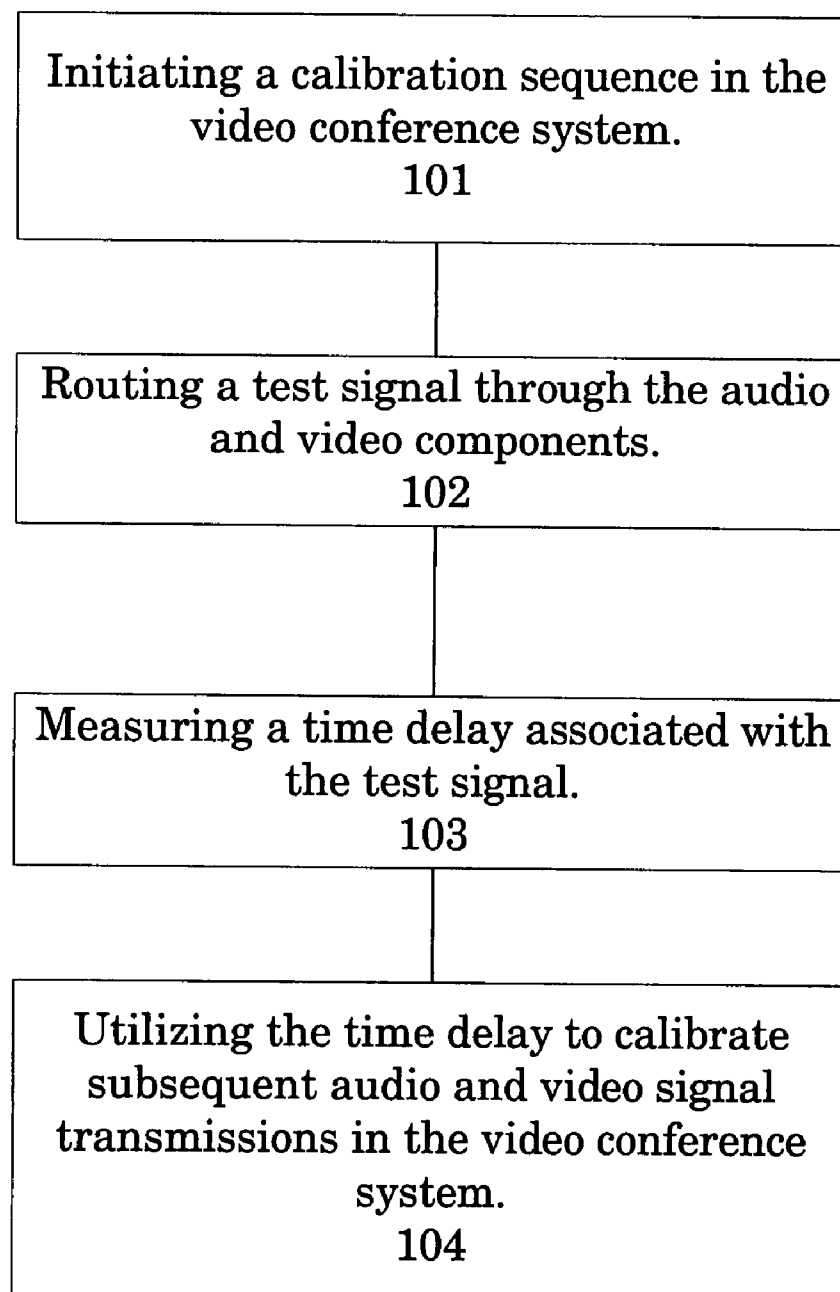 Initiating a calibration sequence in the
video conference system.
101
Routing a test signal through the audio
and video components.
102
Measuring a time delay associated with
the test signal.
103
Utilizing the time delay to calibrate
subsequent audio and video signal
transmissions in the video conference
system.
104